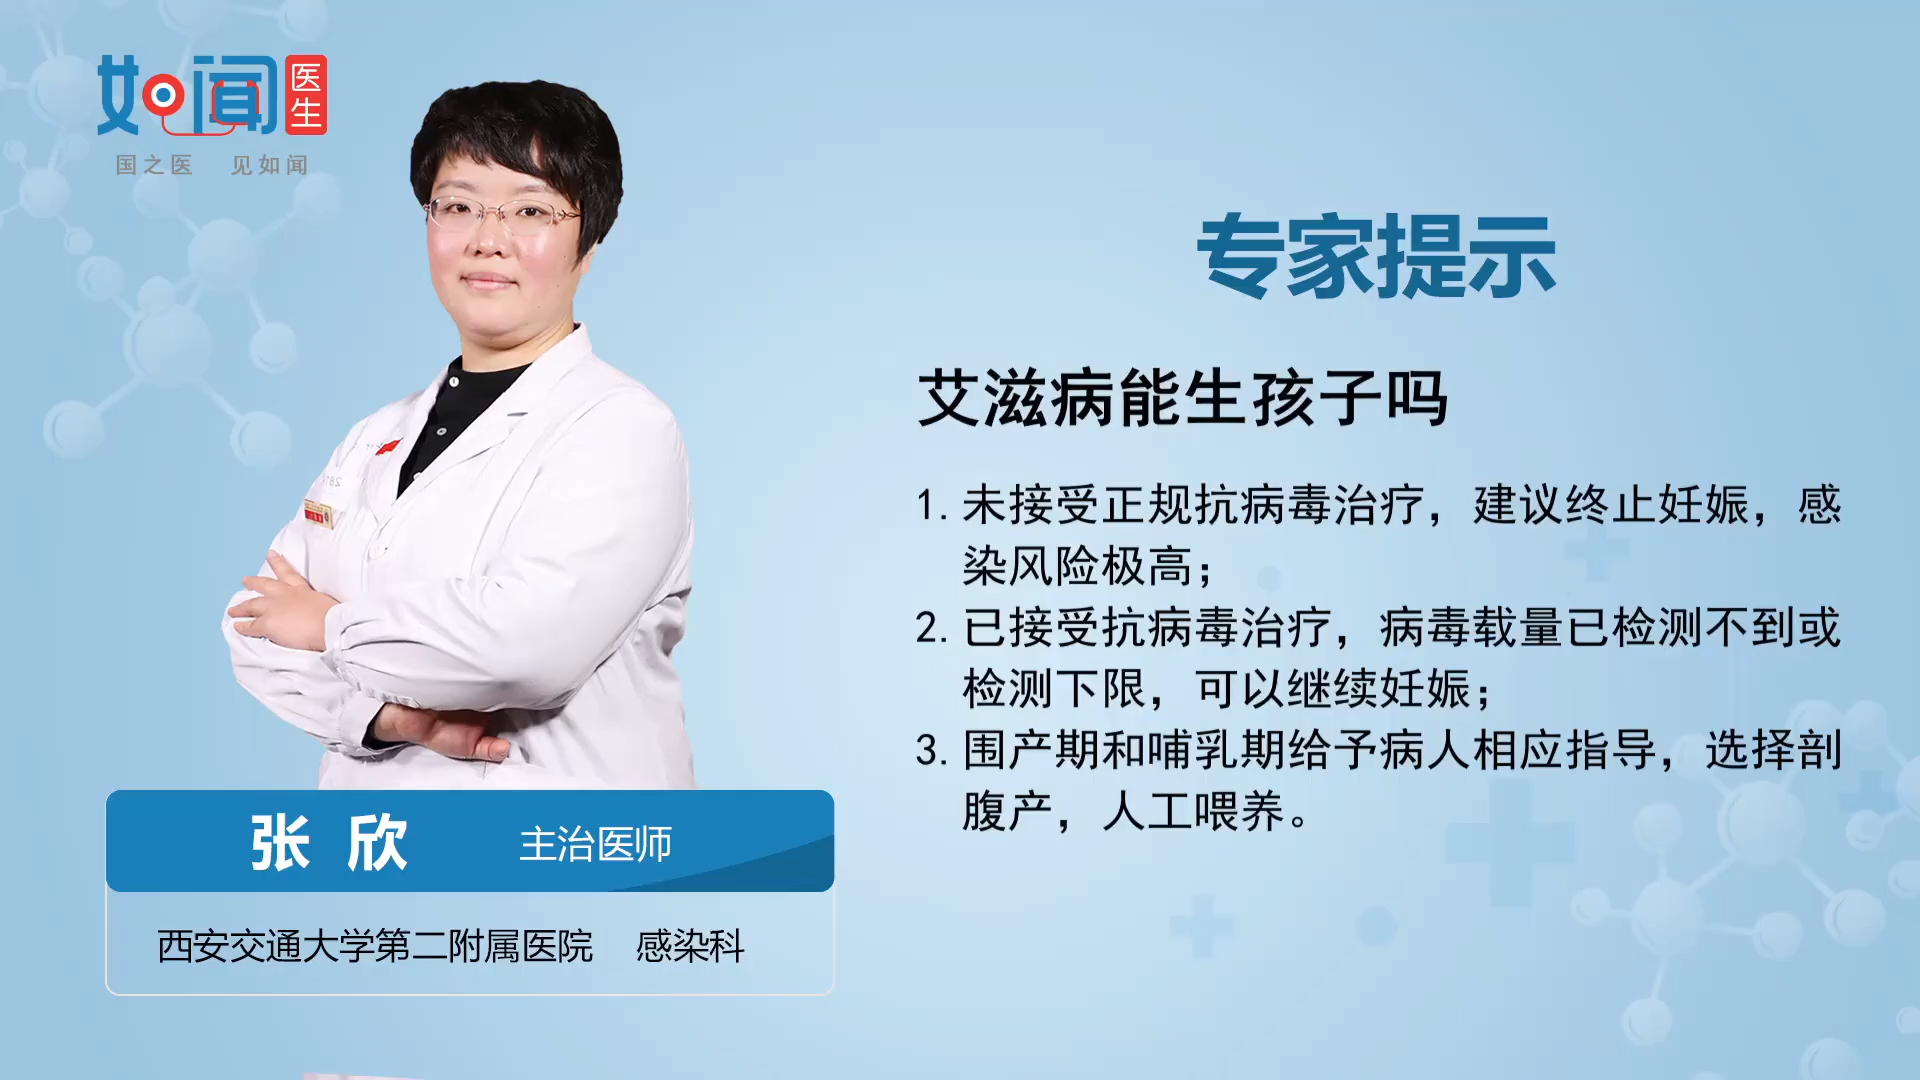 如闻医生
国之医 见如闻
专家提示
艾滋病能生孩子吗
1. 未接受正规抗病毒治疗，建议终止妊娠，感
染风险极高；
2. 已接受抗病毒治疗，病毒载量已检测不到或
检测下限，可以继续妊娠；
3. 围产期和哺乳期给予病人相应指导，选择剖
腹产，人工喂养。
张 欣 主治医师
西安交通大学第二附属医院 感染科